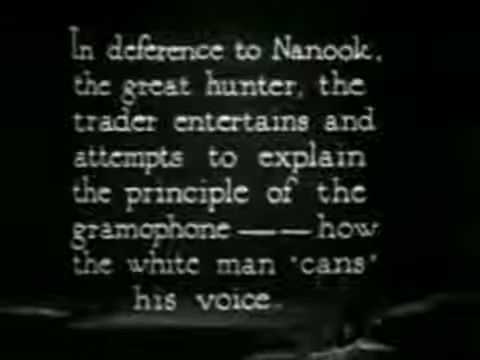 In deference to Nanook,
the great hunter, the
trader entertains and
attempts to explain
the principle of the
gramophone — — how
the white man "cans"
his voice.